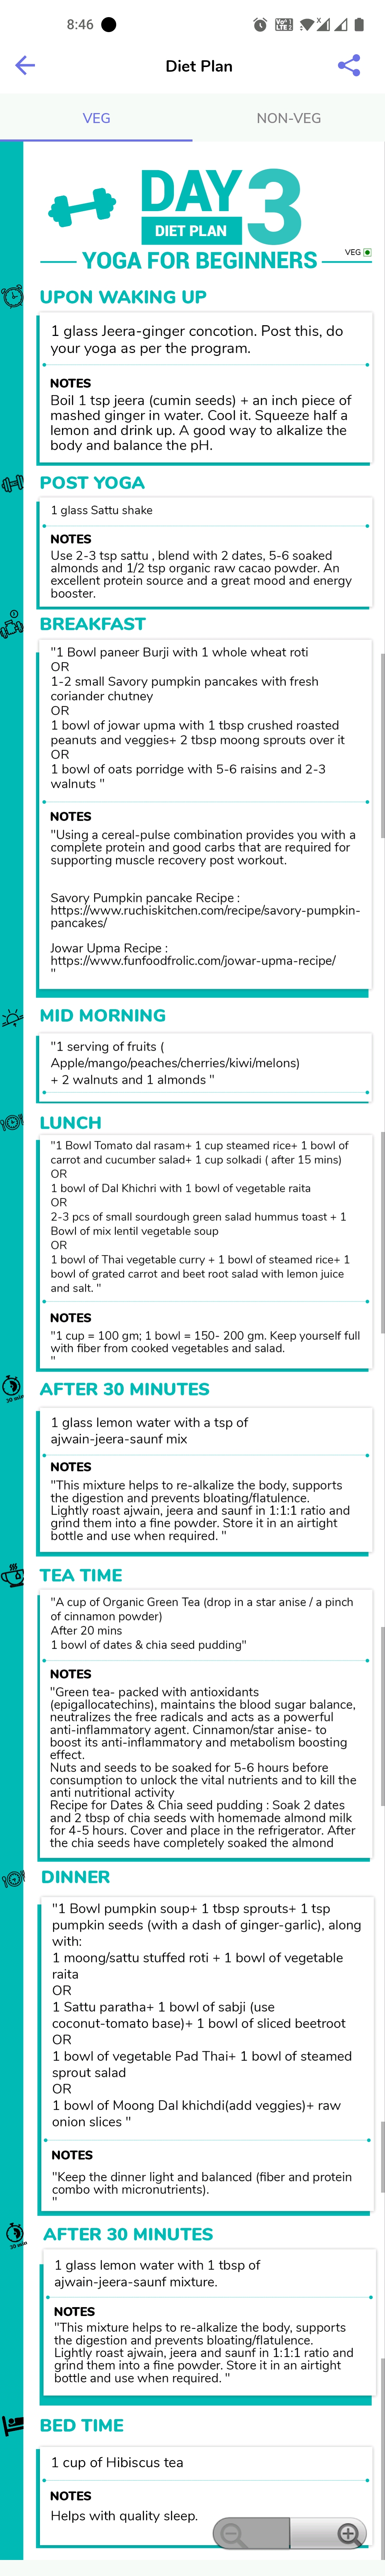 8:46
Diet Plan
VEG
NON-VEG
DAY 3
DIET PLAN
VEG
YOGA FOR BEGINNERS
UPON WAKING UP
1 glass Jeera-ginger concotion. Post this, do
your yoga as per the program.
NOTES
Boil 1 tsp jeera (cumin seeds) + an inch piece of
mashed ginger in water. Cool it. Squeeze half a
lemon and drink up. A good way to alkalize the
body and balance the pH.
POST YOGA
1 glass Sattu shake
NOTES
Use 2-3 tsp sattu , blend with 2 dates, 5-6 soaked
almonds and 1/2 tsp organic raw cacao powder. An
excellent protein source and a great mood and energy
booster.
BREAKFAST
"1 Bowl paneer Burji with 1 whole wheat roti
OR
1-2 small Savory pumpkin pancakes with fresh
coriander chutney
OR
1 bowl of jowar upma with 1 tbsp crushed roasted
peanuts and veggies+ 2 tbsp moong sprouts over it
OR
1 bowl of oats porridge with 5-6 raisins and 2-3
walnuts "
NOTES
"Using a cereal-pulse combination provides you with a
complete protein and good carbs that are required for
supporting muscle recovery post workout.
Savory Pumpkin pancake Recipe :
https://www.ruchiskitchen.com/recipe/savory-pumpkin-
pancakes/
Jowar Upma Recipe :
https://www.funfoodfrolic.com/jowar-upma-recipe/
"
MID MORNING
"1 serving of fruits (
Apple/mango/peaches/cherries/kiwi/melons)
+ 2 walnuts and 1 almonds "
LUNCH
"1 Bowl Tomato dal rasam+ 1 cup steamed rice+ 1 bowl of
carrot and cucumber salad+ 1 cup solkadi ( after 15 mins)
OR
1 bowl of Dal Khichri with 1 bowl of vegetable raita
OR
2-3 pcs of small sourdough green salad hummus toast + 1
Bowl of mix lentil vegetable soup
OR
1 bowl of Thai vegetable curry + 1 bowl of steamed rice+ 1
bowl of grated carrot and beet root salad with lemon juice
and salt. "
NOTES
"1 cup = 100 gm; 1 bowl = 150- 200 gm. Keep yourself full
with fiber from cooked vegetables and salad.
"
30 min
AFTER 30 MINUTES
1 glass lemon water with a tsp of
ajwain-jeera-saunf mix
NOTES
"This mixture helps to re-alkalize the body, supports
the digestion and prevents bloating/flatulence.
Lightly roast ajwain, jeera and saunf in 1:1:1 ratio and
grind them into a fine powder. Store it in an airtight
bottle and use when required. "
TEA TIME
"A cup of Organic Green Tea (drop in a star anise / a pinch
of cinnamon powder)
After 20 mins
1 bowl of dates & chia seed pudding"
NOTES
"Green tea- packed with antioxidants
(epigallocatechins), maintains the blood sugar balance,
neutralizes the free radicals and acts as a powerful
anti-inflammatory agent. Cinnamon/star anise- to
boost its anti-inflammatory and metabolism boosting
effect.
Nuts and seeds to be soaked for 5-6 hours before
consumption to unlock the vital nutrients and to kill the
anti nutritional activity
Recipe for Dates & Chia seed pudding : Soak 2 dates
and 2 tbsp of chia seeds with homemade almond milk
for 4-5 hours. Cover and place in the refrigerator. After
the chia seeds have completely soaked the almond
DINNER
"1 Bowl pumpkin soup+ 1 tbsp sprouts+ 1 tsp
pumpkin seeds (with a dash of ginger-garlic), along
with:
1 moong/sattu stuffed roti + 1 bowl of vegetable
raita
OR
1 Sattu paratha+ 1 bowl of sabji (use
coconut-tomato base)+ 1 bowl of sliced beetroot
OR
1 bowl of vegetable Pad Thai+ 1 bowl of steamed
sprout salad
OR
1 bowl of Moong Dal khichdi(add veggies)+ raw
onion slices "
NOTES
"Keep the dinner light and balanced (fiber and protein
combo with micronutrients).
"
30 min
AFTER 30 MINUTES
1 glass lemon water with 1 tbsp of
ajwain-jeera-saunf mixture.
NOTES
"This mixture helps to re-alkalize the body, supports
the digestion and prevents bloating/flatulence.
Lightly roast ajwain, jeera and saunf in 1:1:1 ratio and
grind them into a fine powder. Store it in an airtight
bottle and use when required. "
BED TIME
1 cup of Hibiscus tea
NOTES
Helps with quality sleep.